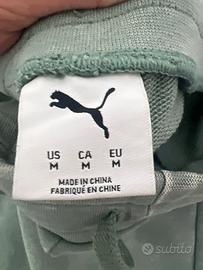 US CA EU
M M M
MADE IN CHINA
FABRIQUÉ EN CHINE
subito